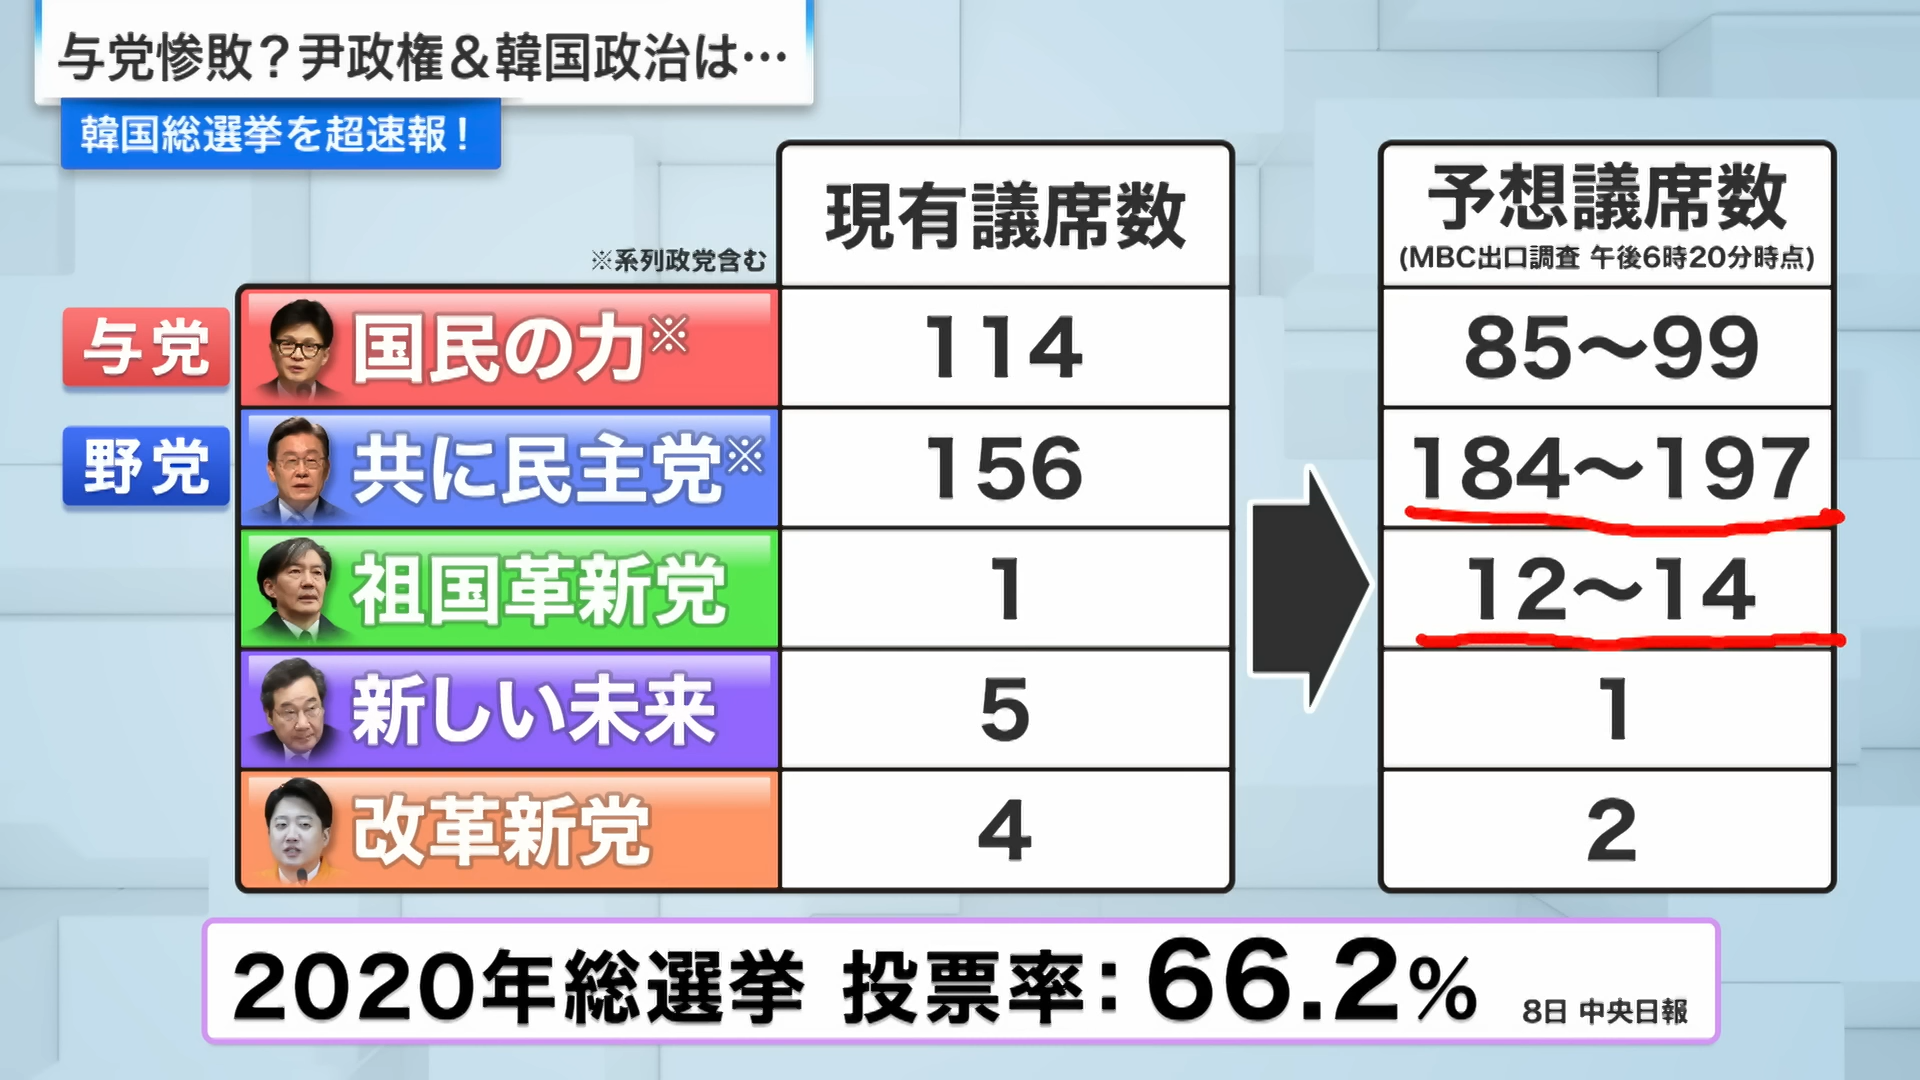 与党惨敗？尹政権＆韓国政治は…
韓国総選挙を超速報！
※系列政党含む
現有議席数
予想議席数
(MBC出口調査 午後6時20分時点)
与党 国民の力※ 114 85～99
野党 共に民主党※ 156 184～197
祖国革新党 1 12～14
新しい未来 5 1
改革新党 4 2
2020年総選挙 投票率：66.2% 8日 中央日報